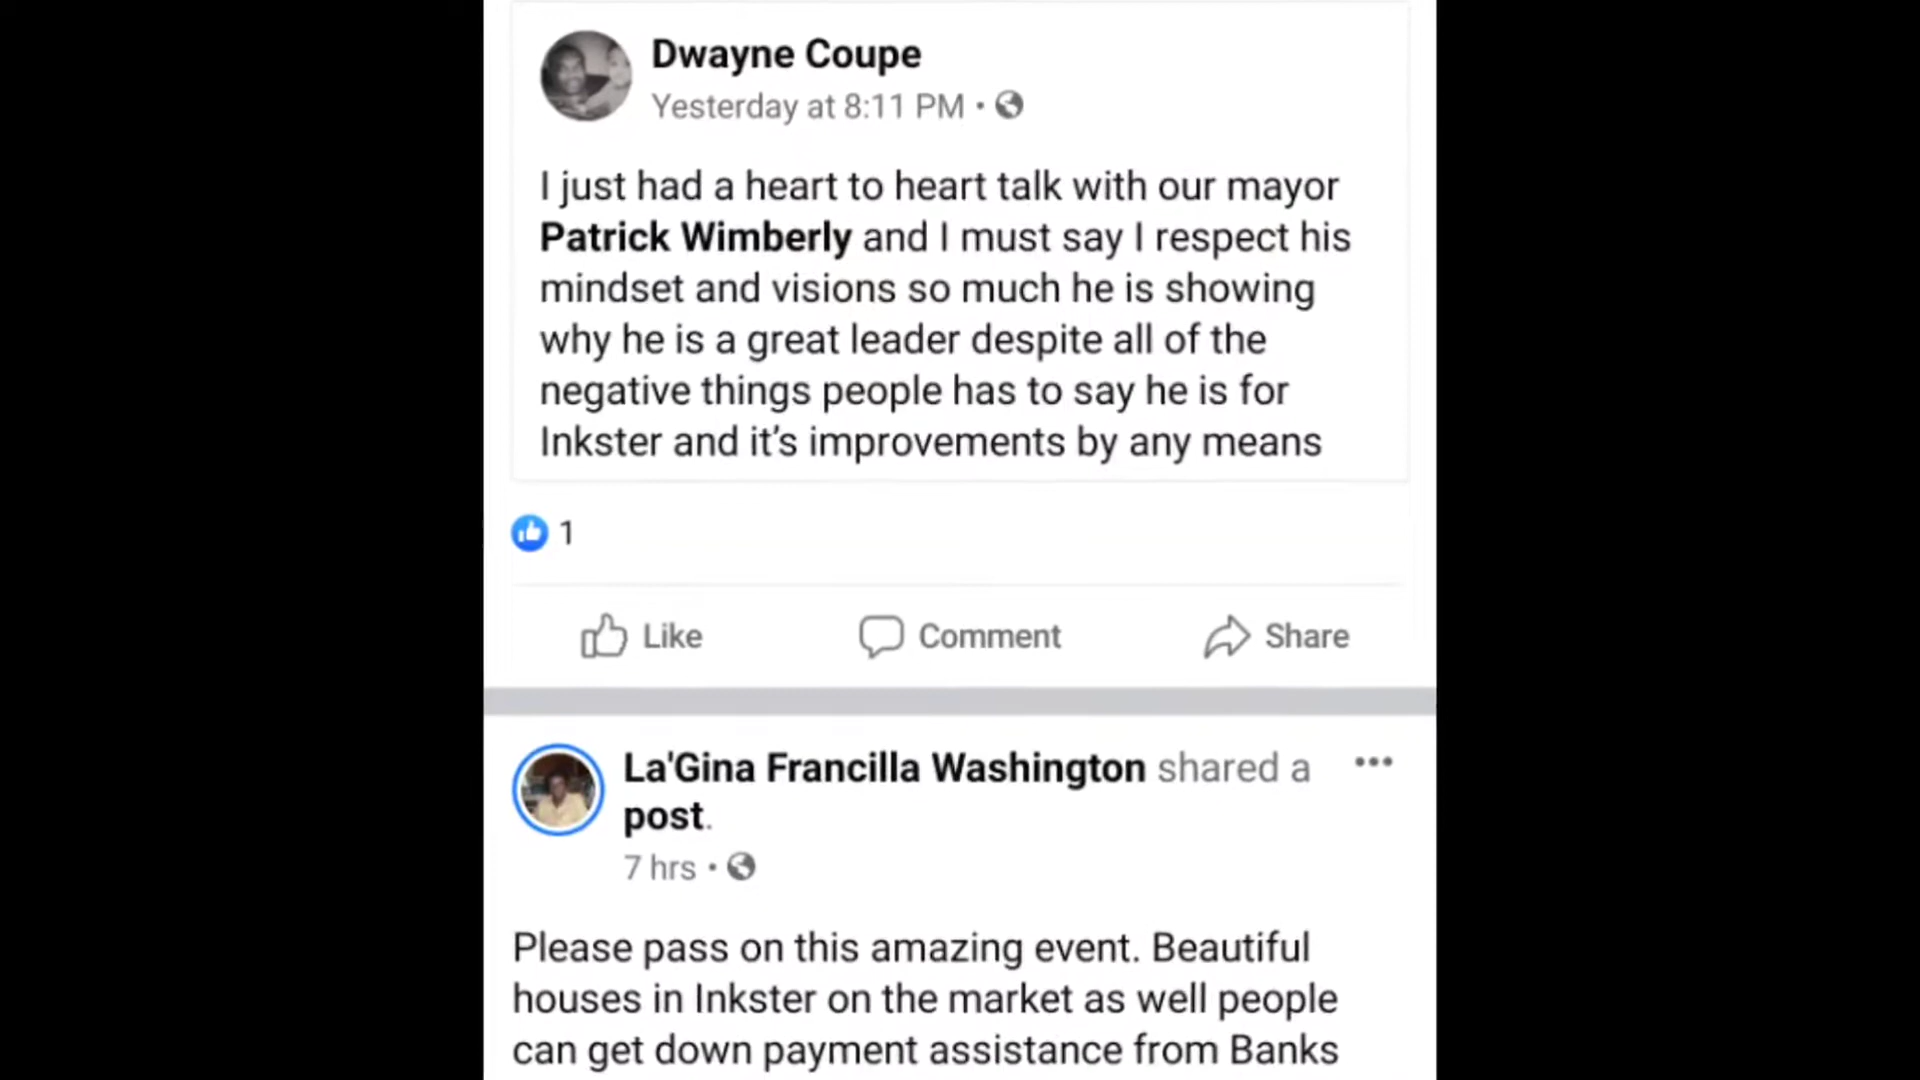 Dwayne Coupe
Yesterday at 8:11 PM •
I just had a heart to heart talk with our mayor
Patrick Wimberly and I must say I respect his
mindset and visions so much he is showing
why he is a great leader despite all of the
negative things people has to say he is for
Inkster and it's improvements by any means
1
Like Comment Share
La'Gina Francilla Washington shared a
post.
7 hrs •
Please pass on this amazing event. Beautiful
houses in Inkster on the market as well people
can get down payment assistance from Banks